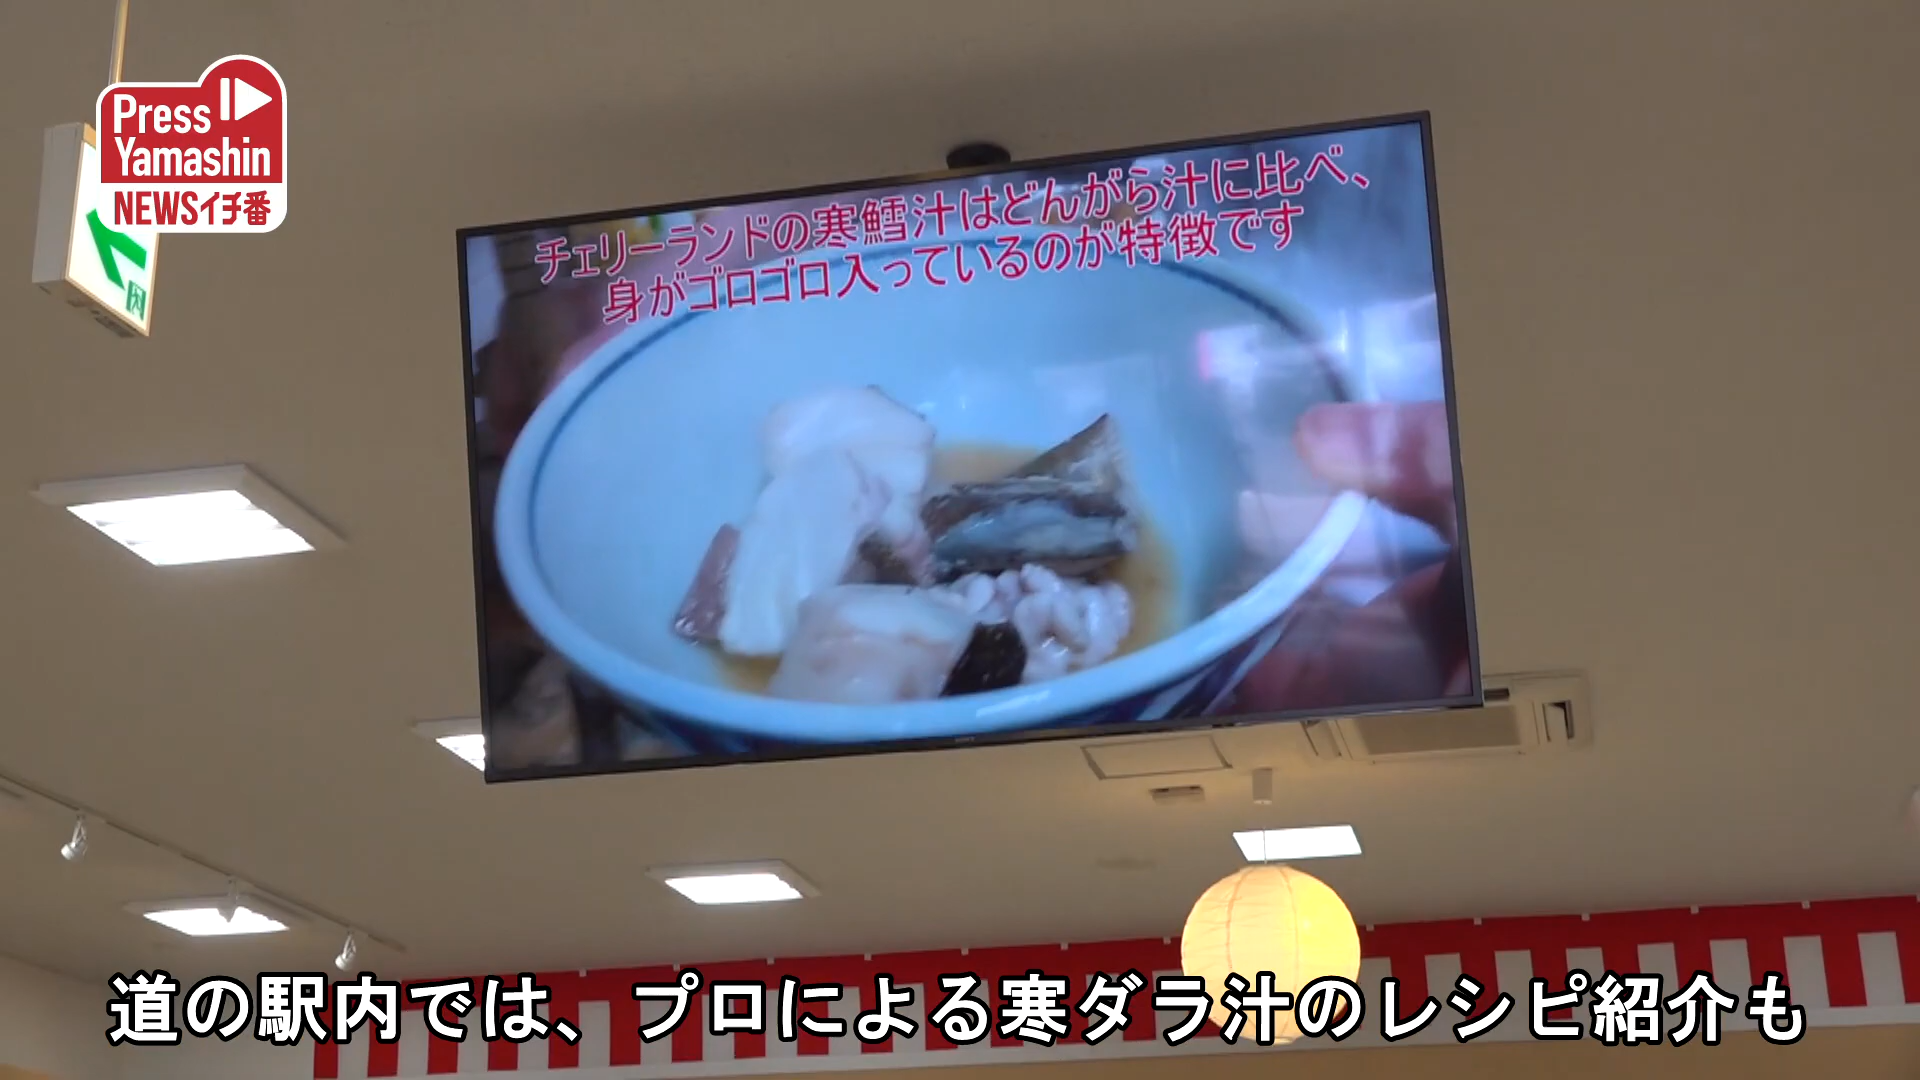 Press
Yamashin
NEWSイチ番
チェリーランドの寒鱈汁はどんがら汁に比べ、
身がゴロゴロ入っているのが特徴です
SONY
道の駅内では、プロによる寒ダラ汁のレシピ紹介も